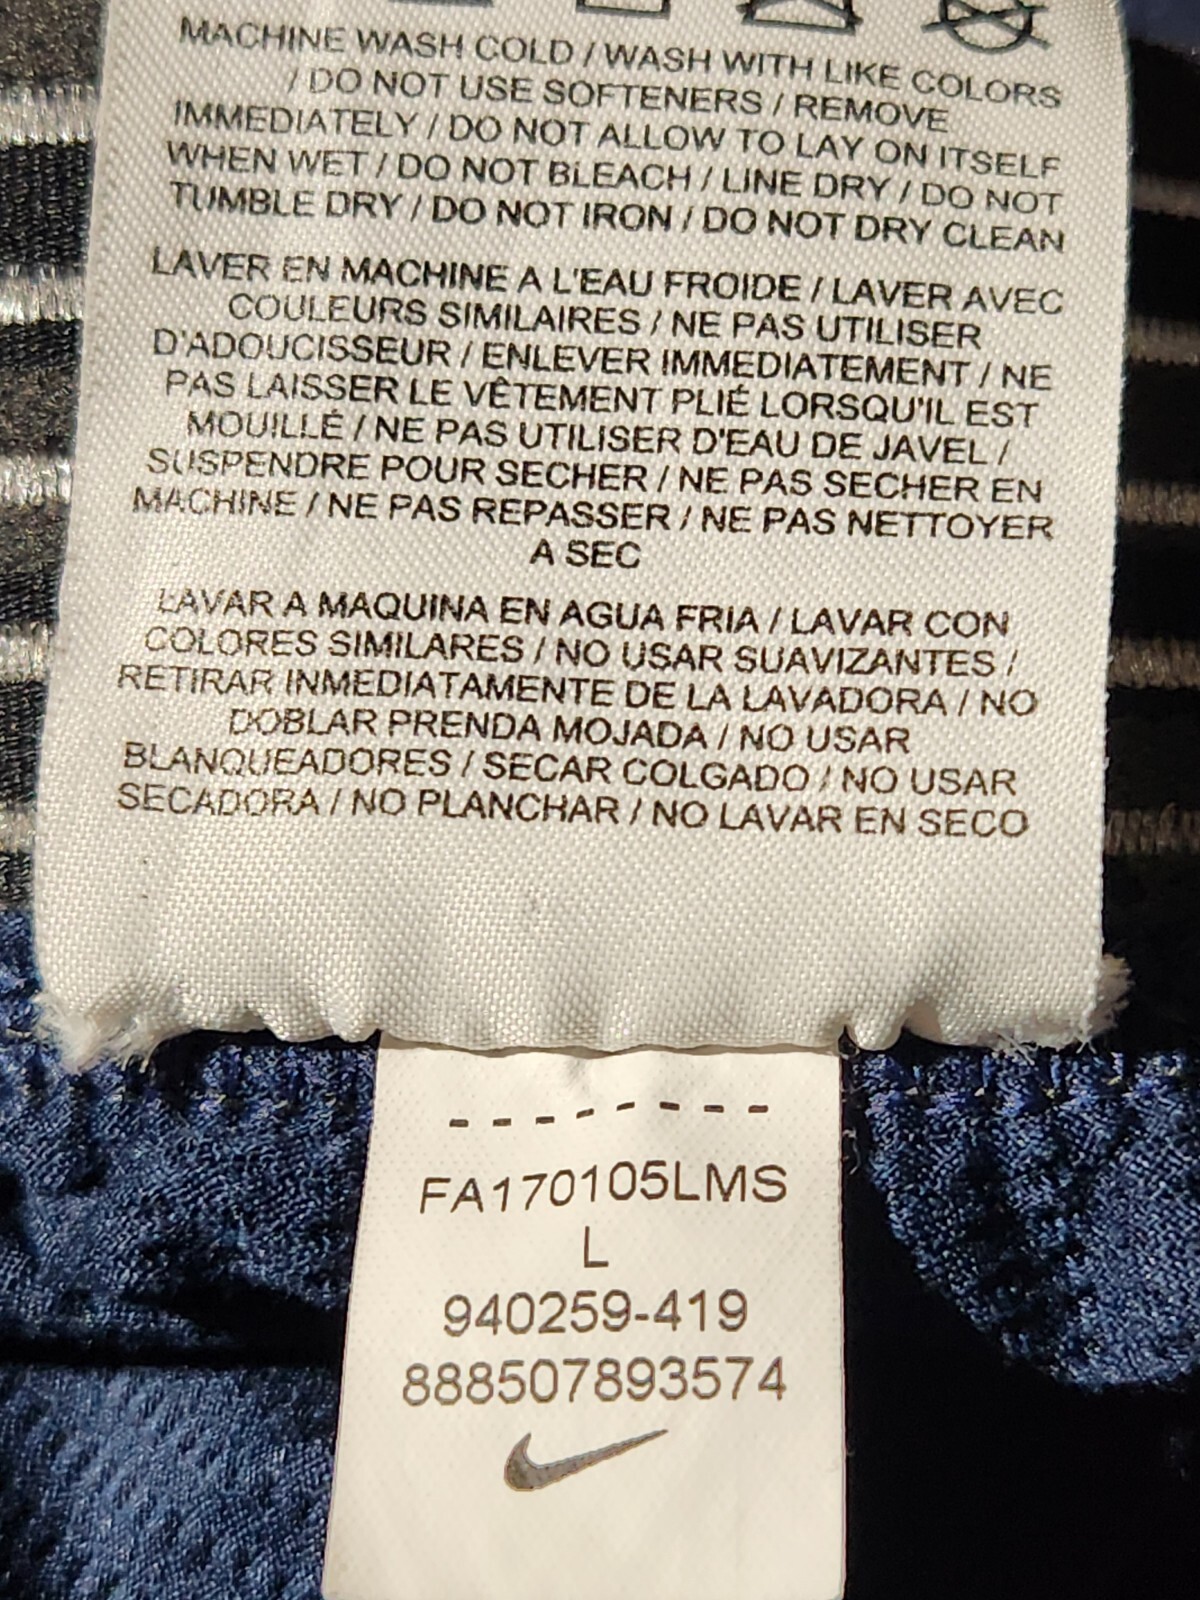 MACHINE WASH COLD / WASH WITH LIKE COLORS
/ DO NOT USE SOFTENERS / REMOVE
IMMEDIATELY / DO NOT ALLOW TO LAY ON ITSELF
WHEN WET / DO NOT BLEACH / LINE DRY / DO NOT
TUMBLE DRY / DO NOT IRON / DO NOT DRY CLEAN
LAVER EN MACHINE A L'EAU FROIDE / LAVER AVEC
COULEURS SIMILAIRES / NE PAS UTILISER
D'ADOUCISSEUR / ENLEVER IMMEDIATEMENT / NE
PAS LAISSER LE VÊTEMENT PLIÉ LORSQU'IL EST
MOUILLÉ / NE PAS UTILISER D'EAU DE JAVEL /
SUSPENDRE POUR SECHER / NE PAS SECHER EN
MACHINE / NE PAS REPASSER / NE PAS NETTOYER
A SEC
LAVAR A MAQUINA EN AGUA FRIA / LAVAR CON
COLORES SIMILARES / NO USAR SUAVIZANTES /
RETIRAR INMEDIATAMENTE DE LA LAVADORA / NO
DOBLAR PRENDA MOJADA / NO USAR
BLANQUEADORES / SECAR COLGADO / NO USAR
SECADORA / NO PLANCHAR / NO LAVAR EN SECO
FA170105LMS
L
940259-419
888507893574